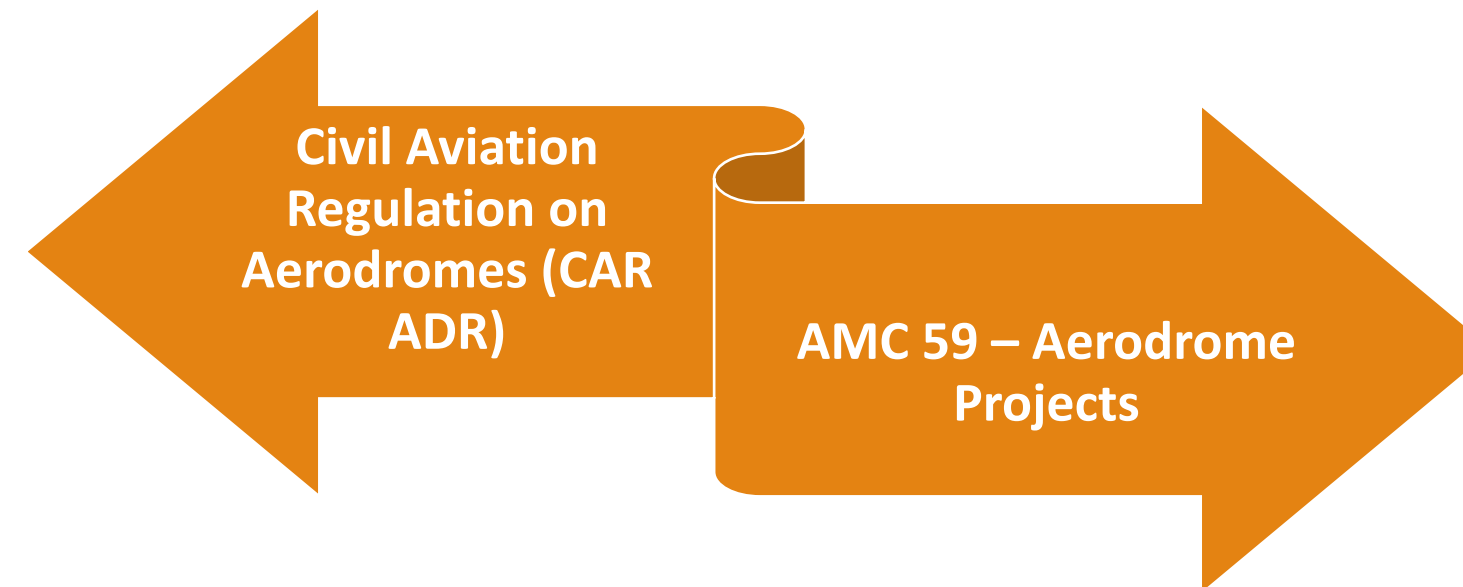 Civil Aviation
Regulation on
Aerodromes (CAR
ADR)
AMC 59 – Aerodrome
Projects